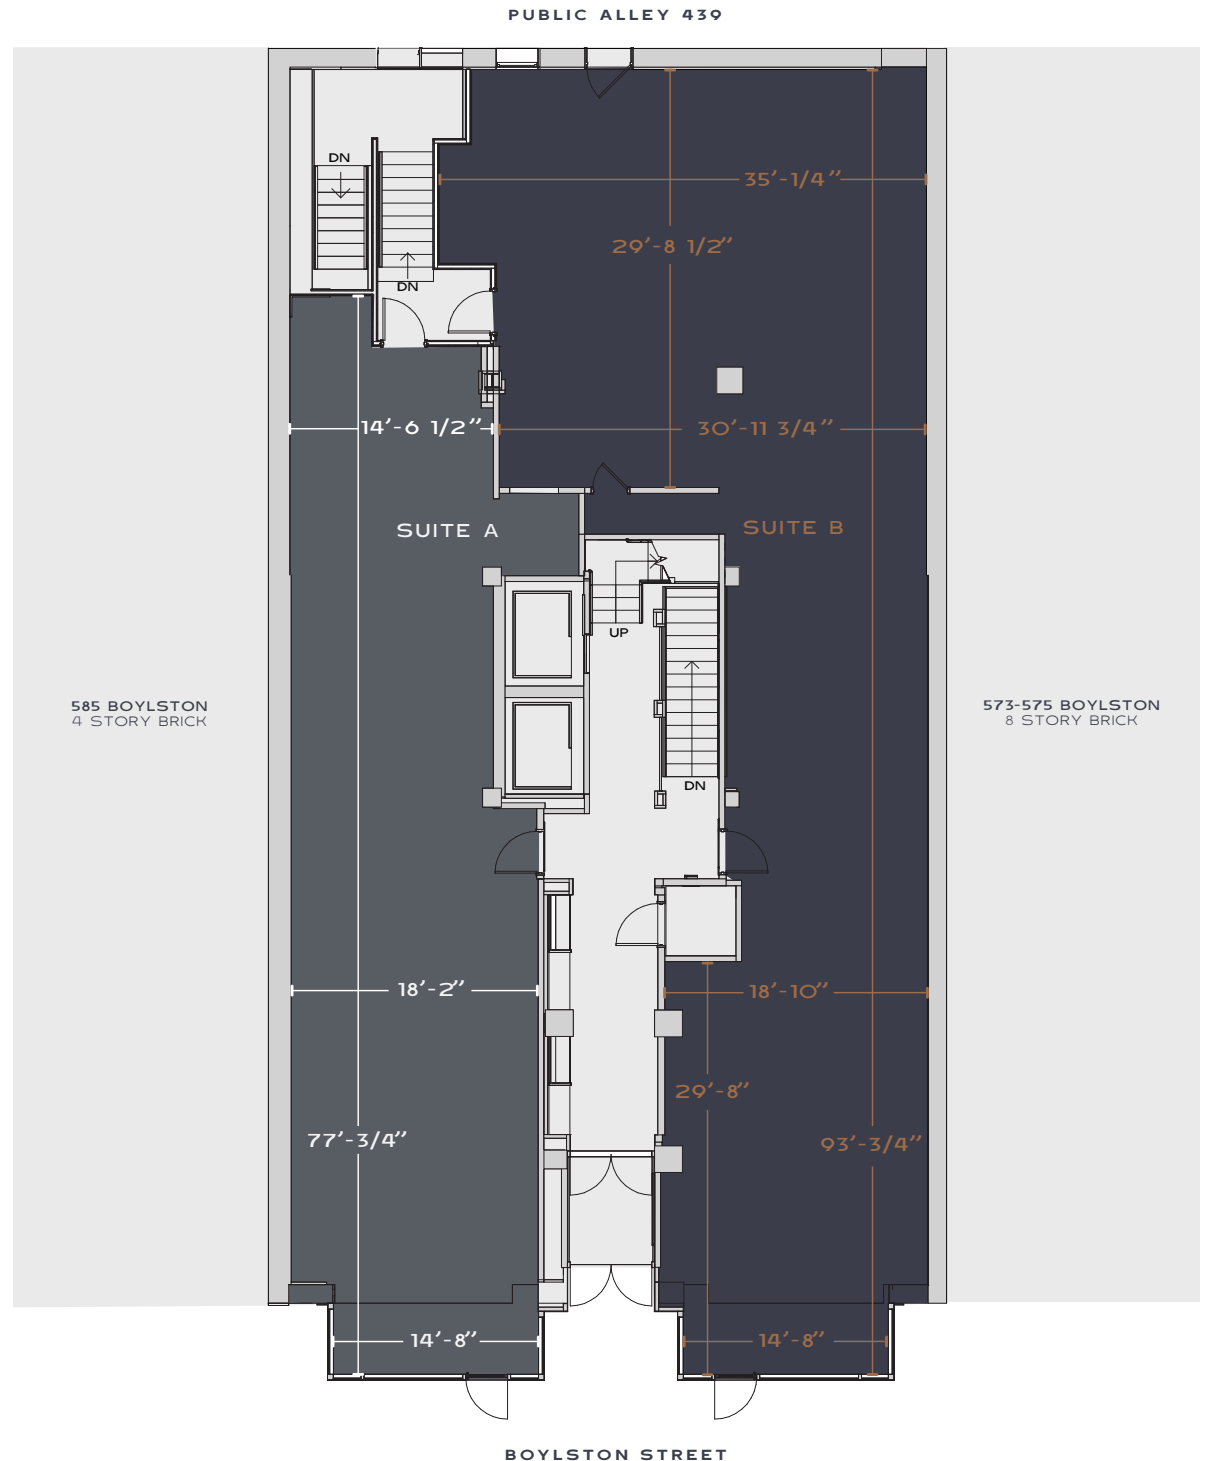 PUBLIC ALLEY 439
DN
35'-1/4"
29'-8 1/2"
DN
14'-6 1/2"
30'-11 3/4"
SUITE A
SUITE B
UP
585 BOYLSTON
4 STORY BRICK
573-575 BOYLSTON
8 STORY BRICK
DN
18'-2"
18'-10"
29'-8"
77'-3/4"
93'-3/4"
14'-8"
14'-8"
BOYLSTON STREET